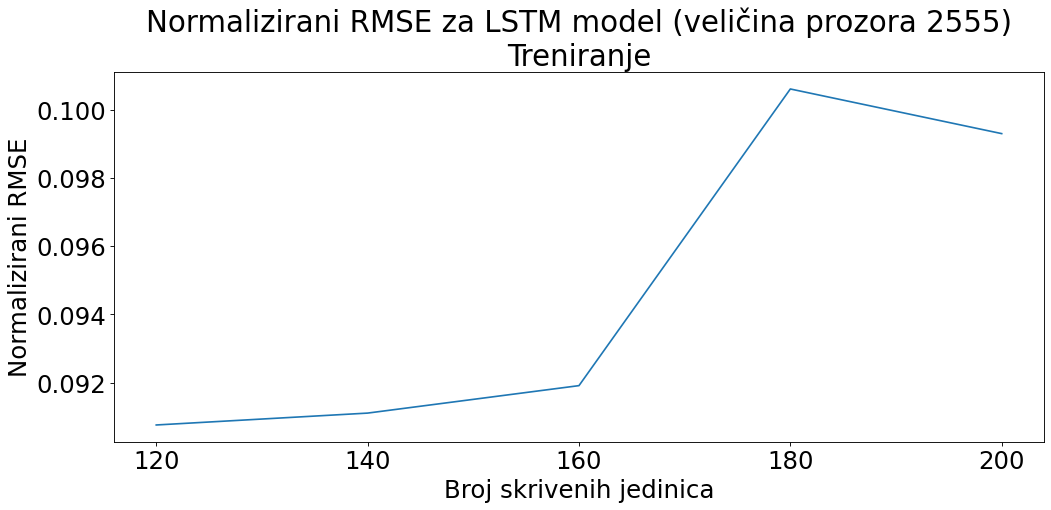 Normalizirani RMSE za LSTM model (veličina prozora 2555)
Treniranje
Normalizirani RMSE
0.100
0.098
0.096
0.094
0.092
120 140 160 180 200
Broj skrivenih jedinica